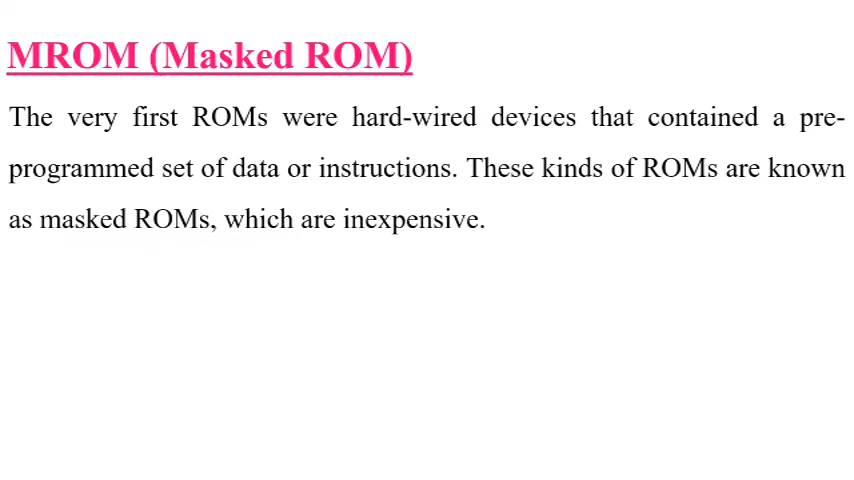 MROM (Masked ROM)
The very first ROMs were hard-wired devices that contained a pre-
programmed set of data or instructions. These kinds of ROMs are known
as masked ROMs, which are inexpensive.